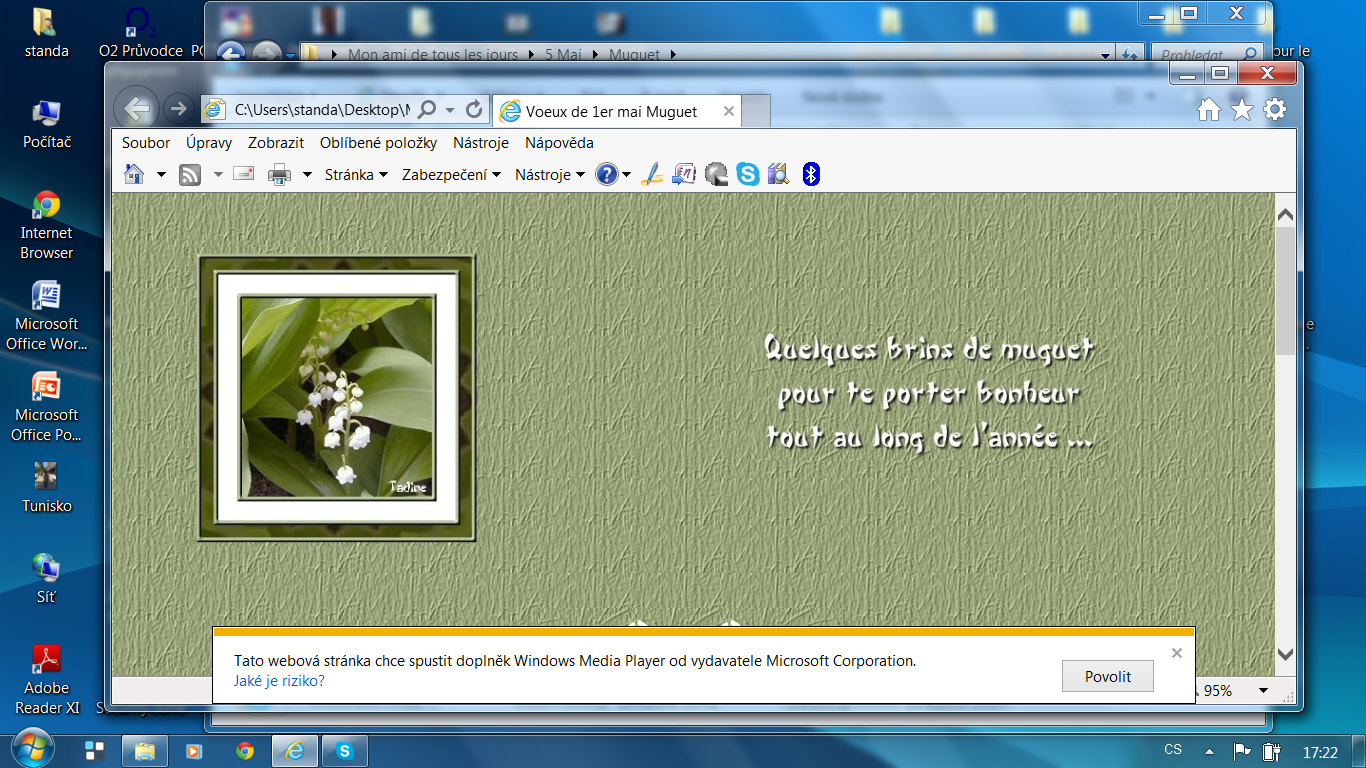 standa
O2 Průvodce
Mon ami de tous les jours
5 Mai
Muguet
Prohledat...
our le
C:\Users\standa\Desktop\M
Voeux de 1er mai Muguet
Soubor Úpravy Zobrazit Oblíbené položky Nástroje Nápověda
Stránka Zabezpečení Nástroje
Počítač
Internet
Browser
Microsoft
Office Wor...
Microsoft
Office Po...
Tunisko
Síť
Adobe
Reader XI
Tadine
Quelques brins de muguet
pour te porter bonheur
tout au long de l'année ...
Tato webová stránka chce spustit doplněk Windows Media Player od vydavatele Microsoft Corporation.
Jaké je riziko?
Povolit
95%
CS
17:22